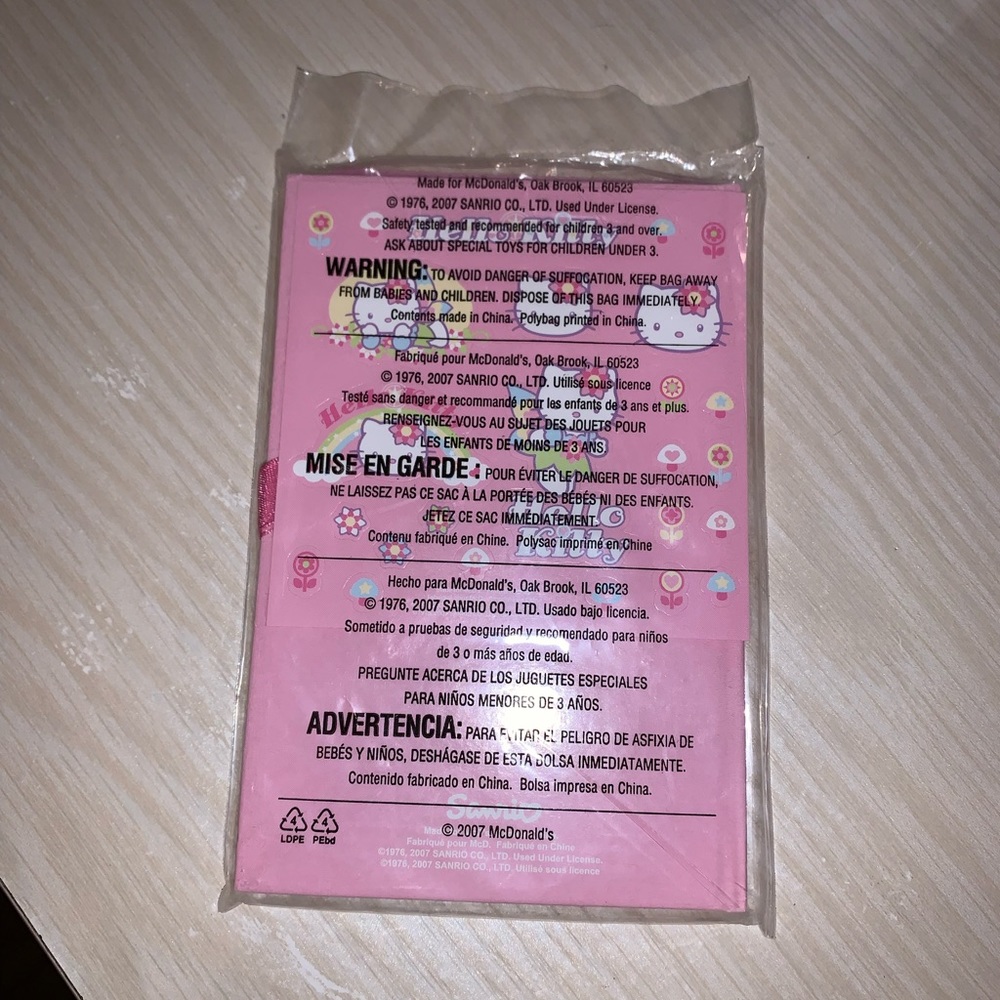 Made for McDonald's, Oak Brook, IL 60523
© 1976, 2007 SANRIO CO., LTD. Used Under License.
Hello Kitty
Safety tested and recommended for children 3 and over.
ASK ABOUT SPECIAL TOYS FOR CHILDREN UNDER 3.
WARNING: TO AVOID DANGER OF SUFFOCATION, KEEP BAG AWAY
FROM BABIES AND CHILDREN. DISPOSE OF THIS BAG IMMEDIATELY.
Contents made in China. Polybag printed in China.
Fabriqué pour McDonald's, Oak Brook, IL 60523
© 1976, 2007 SANRIO CO., LTD. Utilisé sous licence
Testé sans danger et recommandé pour les enfants de 3 ans et plus.
Hello
RENSEIGNEZ-VOUS AU SUJET DES JOUETS POUR
LES ENFANTS DE MOINS DE 3 ANS
MISE EN GARDE : POUR ÉVITER LE DANGER DE SUFFOCATION,
NE LAISSEZ PAS CE SAC À LA PORTÉE DES BÉBÉS NI DES ENFANTS.
JETEZ CE SAC IMMÉDIATEMENT.
Hello
Kitty
Contenu fabriqué en Chine. Polysac imprimé en Chine
Hecho para McDonald's, Oak Brook, IL 60523
© 1976, 2007 SANRIO CO., LTD. Usado bajo licencia.
Sometido a pruebas de seguridad y recomendado para niños
de 3 o más años de edad.
PREGUNTE ACERCA DE LOS JUGUETES ESPECIALES
PARA NIÑOS MENORES DE 3 AÑOS.
ADVERTENCIA: PARA EVITAR EL PELIGRO DE ASFIXIA DE
BEBÉS Y NIÑOS, DESHÁGASE DE ESTA BOLSA INMEDIATAMENTE.
Contenido fabricado en China. Bolsa impresa en China.
Sanrio
4 4
LDPE PEbd
© 2007 McDonald's
Fabriqué pour McD. Fabriqué en Chine
©1976, 2007 SANRIO CO., LTD. Used Under License.
©1976, 2007 SANRIO CO., LTD. Utilisé sous licence